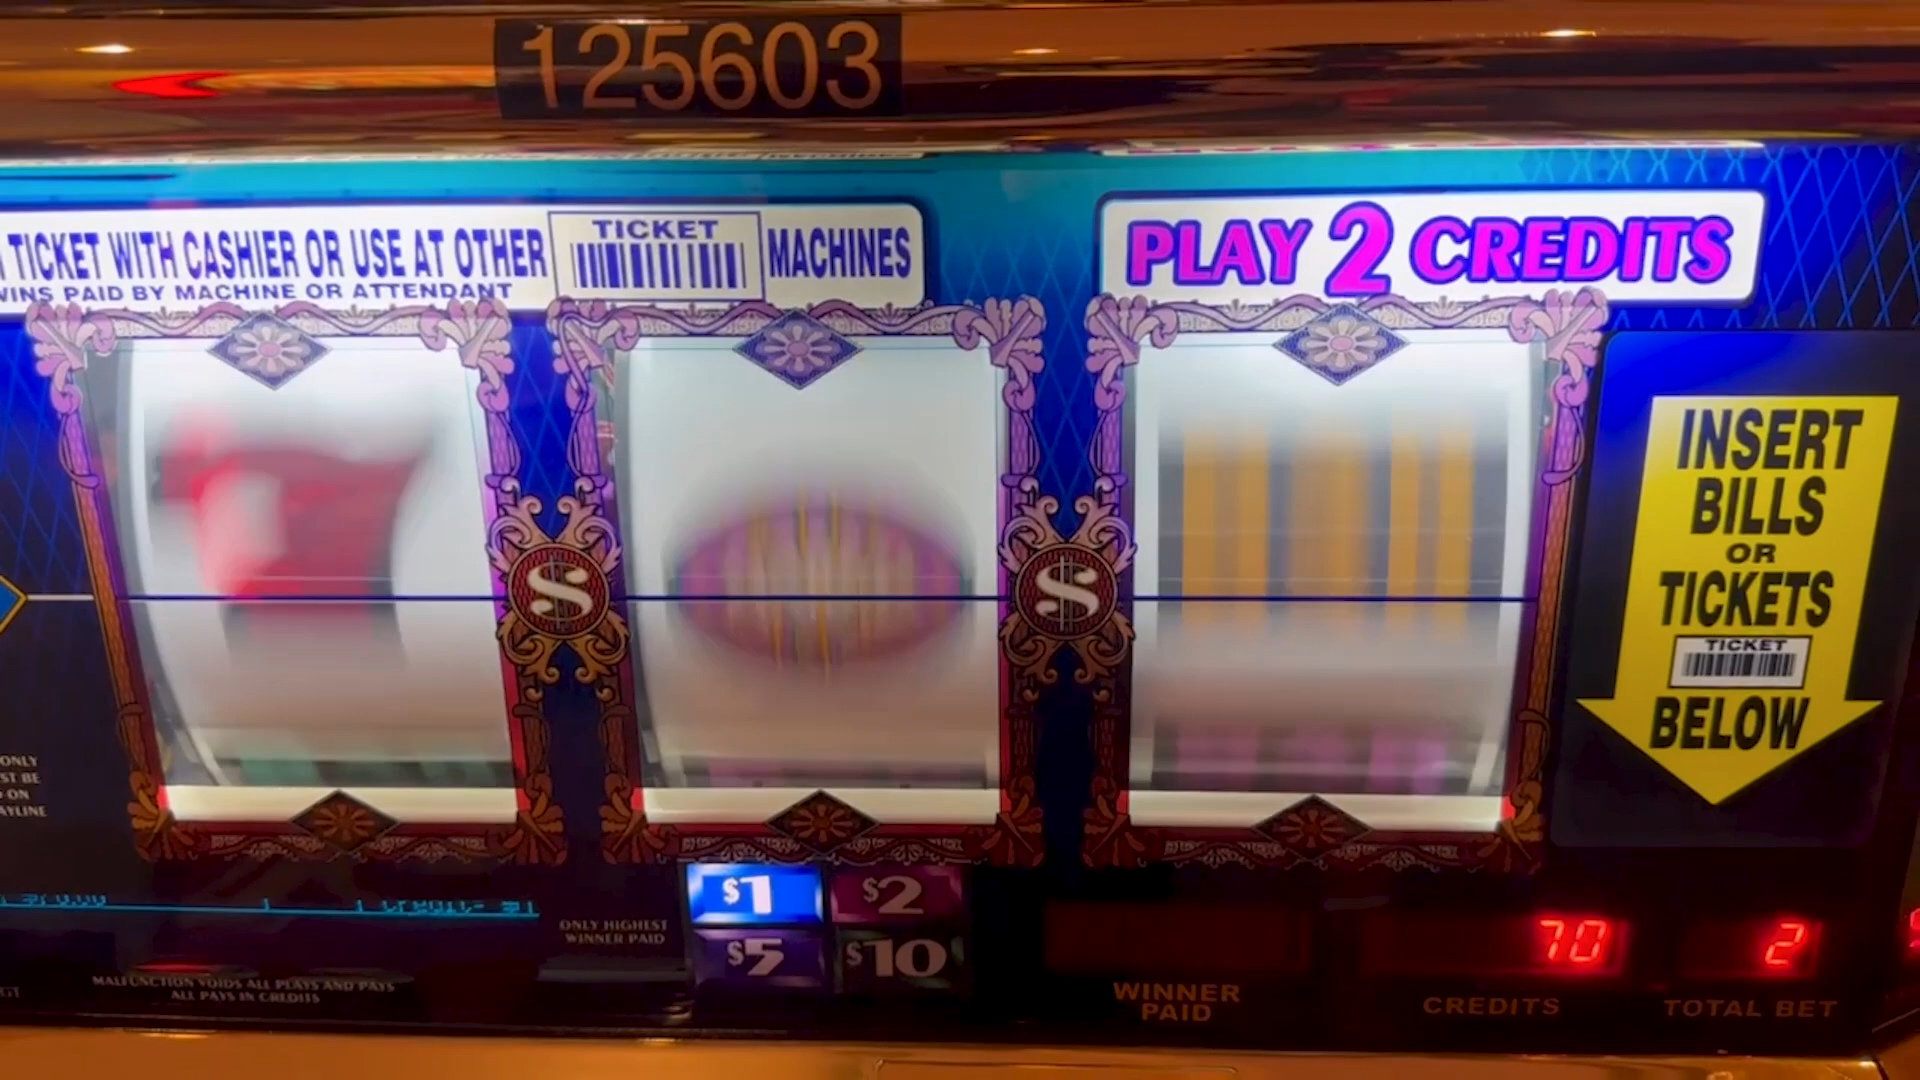 125603
TICKET WITH CASHIER OR USE AT OTHER
TICKET
MACHINES
WINS PAID BY MACHINE OR ATTENDANT
PLAY 2 CREDITS
INSERT
BILLS
OR
TICKETS
TICKET
BELOW
$
$
ONLY
BE
ON
$1
$2
$5
$10
ONLY HIGHEST
WINNER PAID
MALFUNCTION VOIDS ALL PLAYS AND PAYS
ALL PAYS IN CREDITS
70
2
WINNER
PAID
CREDITS
TOTAL BET